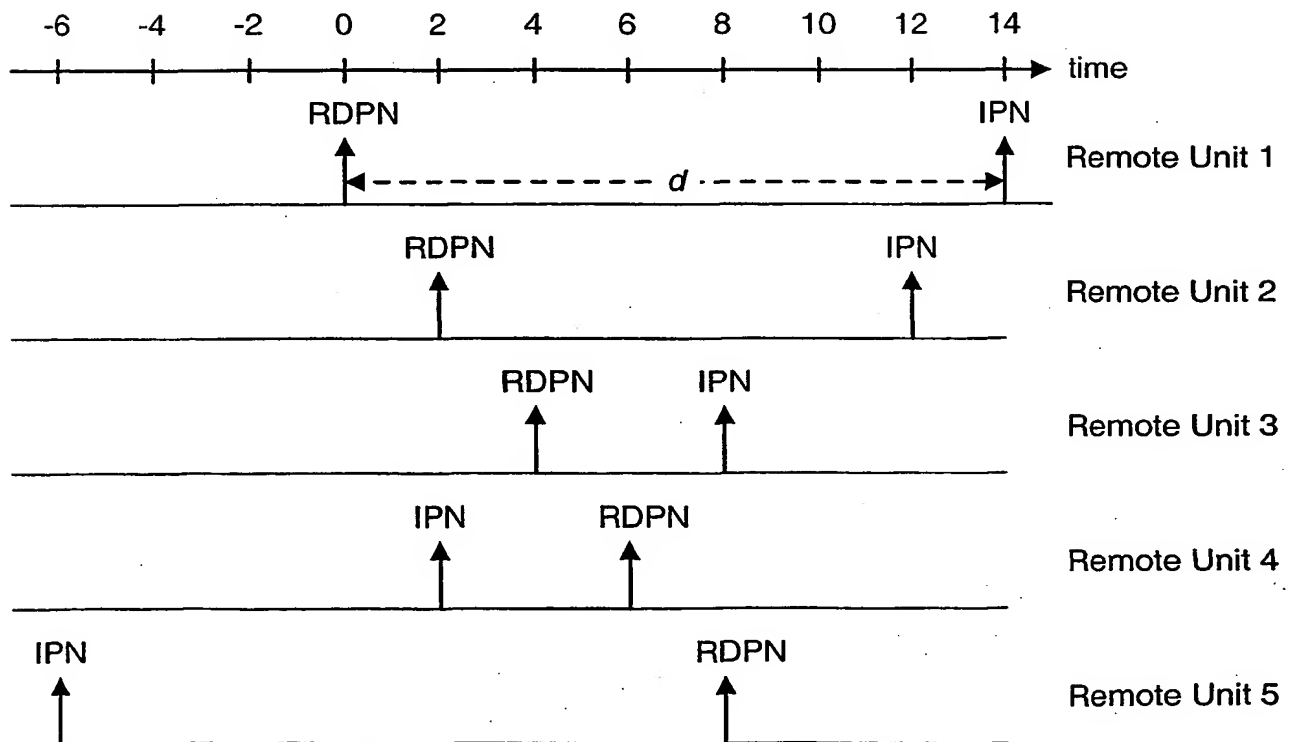 -6 -4 -2 0 2 4 6 8 10 12 14
time
RDPN IPN
d
Remote Unit 1
RDPN IPN
Remote Unit 2
RDPN IPN
Remote Unit 3
IPN RDPN
Remote Unit 4
IPN RDPN
Remote Unit 5